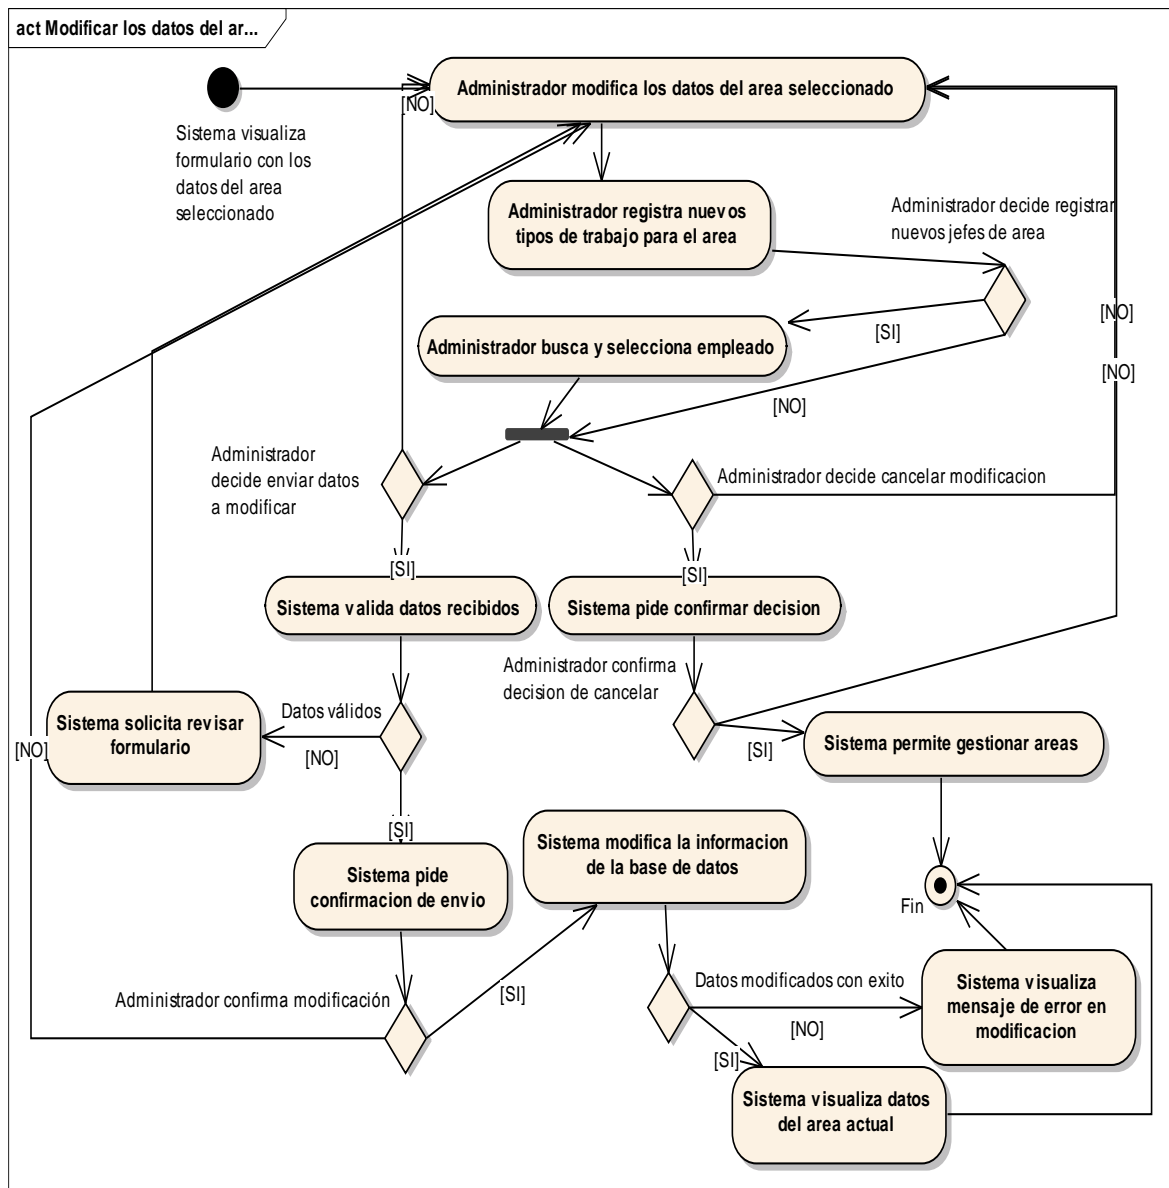 act Modificar los datos del ar...
Administrador modifica los datos del area seleccionado
[NO]
Sistema visualiza
formulario con los
datos del area
seleccionado
Administrador registra nuevos
tipos de trabajo para el area
Administrador decide registrar
nuevos jefes de area
[NO]
[SI]
Administrador busca y selecciona empleado
[NO]
[NO]
Administrador
decide enviar datos
a modificar
Administrador decide cancelar modificacion
[SI]
[SI]
Sistema valida datos recibidos
Sistema pide confirmar decision
Administrador confirma
decision de cancelar
Sistema solicita revisar
formulario
Datos válidos
[NO]
[NO]
[SI]
Sistema permite gestionar areas
[SI]
Sistema pide
confirmacion de envio
Sistema modifica la informacion
de la base de datos
Fin
Administrador confirma modificación
[SI]
Datos modificados con exito
[NO]
[SI]
Sistema visualiza
mensaje de error en
modificacion
Sistema visualiza datos
del area actual